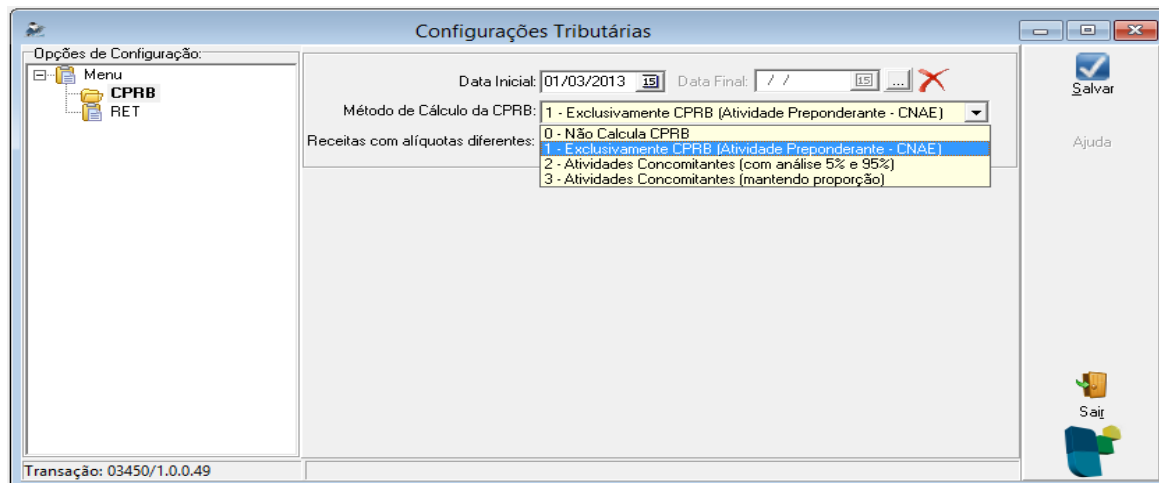 Configurações Tributárias
Opções de Configuração:
Menu
CPRB
RET
Data Inicial: 01/03/2013 15 Data Final: / / 15 ...
Método de Cálculo da CPRB: 1 - Exclusivamente CPRB (Atividade Preponderante - CNAE)
Receitas com alíquotas diferentes:
0 - Não Calcula CPRB
1 - Exclusivamente CPRB (Atividade Preponderante - CNAE)
2 - Atividades Concomitantes (com análise 5% e 95%)
3 - Atividades Concomitantes (mantendo proporção)
Salvar
Ajuda
Sair
Transação: 03450/1.0.0.49